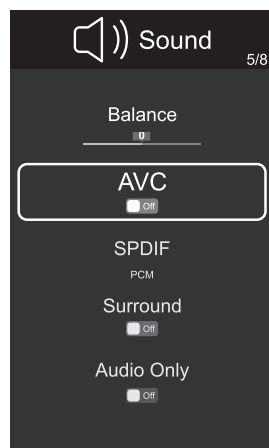 Sound
5/8
Balance
0
AVC
Off
SPDIF
PCM
Surround
Off
Audio Only
Off